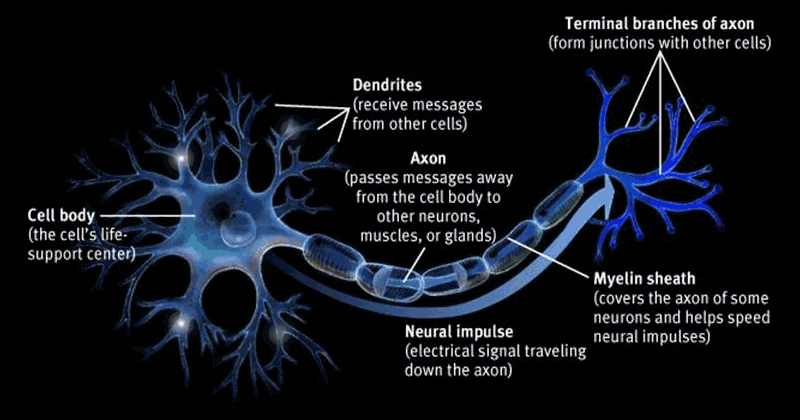 Terminal branches of axon
(form junctions with other cells)
Dendrites
(receive messages
from other cells)
Axon
(passes messages away
from the cell body to
other neurons,
muscles, or glands)
Cell body
(the cell's life-
support center)
Myelin sheath
(covers the axon of some
neurons and helps speed
neural impulses)
Neural impulse
(electrical signal traveling
down the axon)